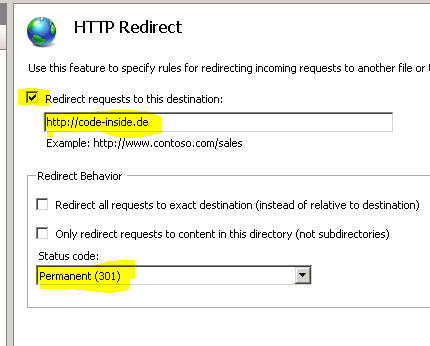 HTTP Redirect
Use this feature to specify rules for redirecting incoming requests to another file or
Redirect requests to this destination:
http://code-inside.de
Example: http://www.contoso.com/sales
Redirect Behavior
Redirect all requests to exact destination (instead of relative to destination)
Only redirect requests to content in this directory (not subdirectories)
Status code:
Permanent (301)